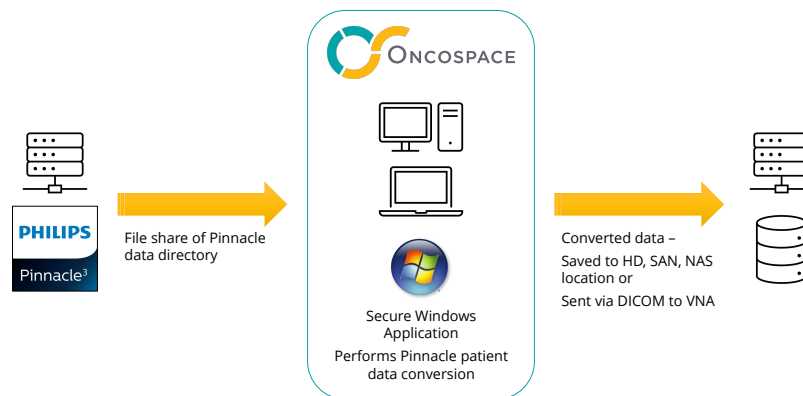 ONCOSPACE
PHILIPS
Pinnacle³
File share of Pinnacle
data directory
Secure Windows
Application
Performs Pinnacle patient
data conversion
Converted data –
Saved to HD, SAN, NAS
location or
Sent via DICOM to VNA